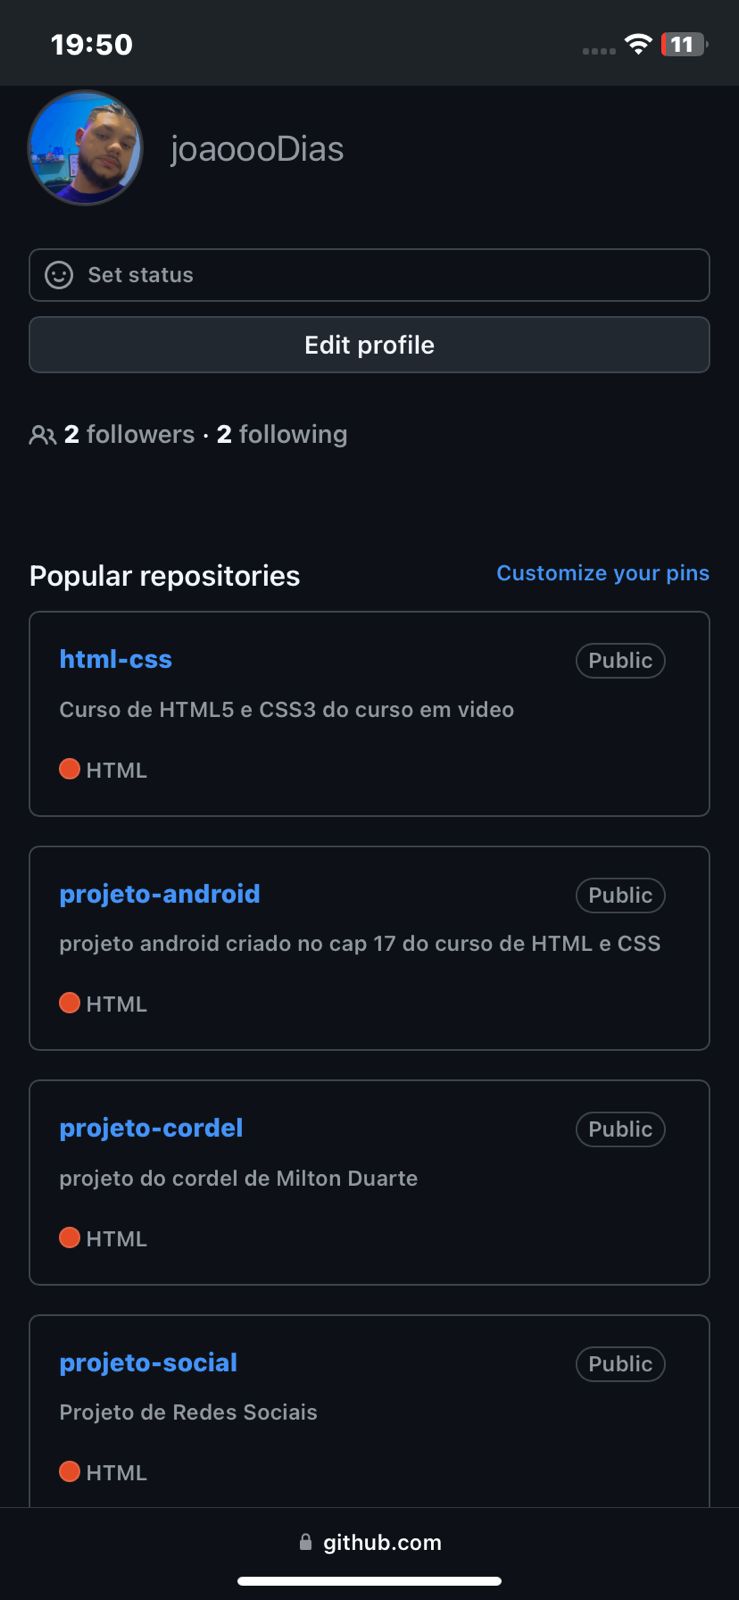 19:50
11
joaoooDias
Set status
Edit profile
2 followers · 2 following
Popular repositories
Customize your pins
html-css
Public
Curso de HTML5 e CSS3 do curso em video
HTML
projeto-android
Public
projeto android criado no cap 17 do curso de HTML e CSS
HTML
projeto-cordel
Public
projeto do cordel de Milton Duarte
HTML
projeto-social
Public
Projeto de Redes Sociais
HTML
github.com